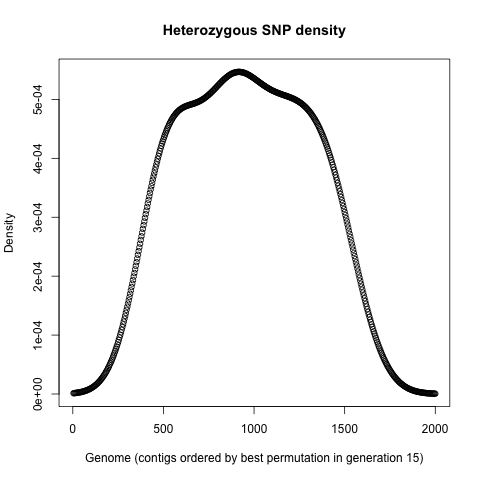 Heterozygous SNP density
Density
5e-04
4e-04
3e-04
2e-04
1e-04
0e+00
0 500 1000 1500 2000
Genome (contigs ordered by best permutation in generation 15)